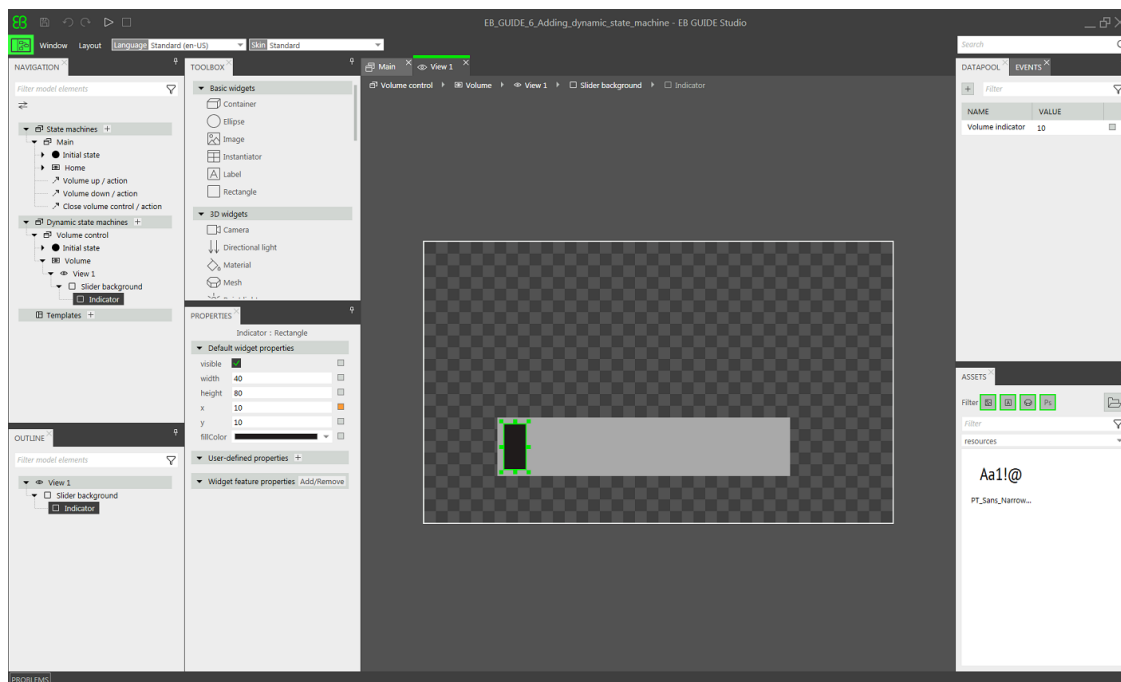 EB
EB_GUIDE_6_Adding_dynamic_state_machine - EB GUIDE Studio
Window Layout Language Standard (en-US) Skin Standard
Search
NAVIGATION
Filter model elements
State machines +
Main
Initial state
Home
Volume up / action
Volume down / action
Close volume control / action
Dynamic state machines +
Volume control
Initial state
Volume
View 1
Slider background
Indicator
Templates +
OUTLINE
Filter model elements
View 1
Slider background
Indicator
TOOLBOX
Basic widgets
Container
Ellipse
Image
Instantiator
Label
Rectangle
3D widgets
Camera
Directional light
Material
Mesh
PROPERTIES
Indicator : Rectangle
Default widget properties
visible
width 40
height 80
x 10
y 10
fillColor
User-defined properties +
Widget feature properties Add/Remove
Main View 1
Volume control Volume View 1 Slider background Indicator
DATAPOOL EVENTS
+ Filter
NAME VALUE
Volume indicator 10
ASSETS
Filter Ps
Filter
resources
Aa1!@
PT_Sans_Narrow...
PROBLEMS